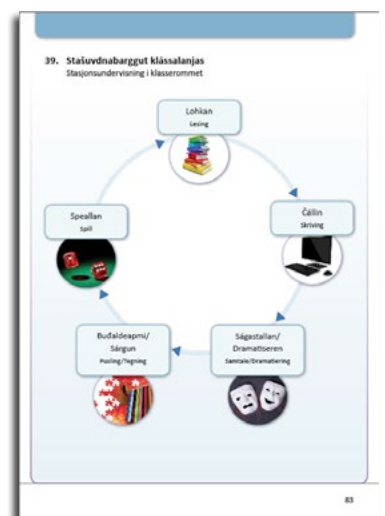 39. Stašuvdnabarggut klássalanjas
Stasjonsundervisning i klasserommet
Lohkan
Lesing
Čállin
Skriving
Ságastallan/
Dramatiseren
Samtale/Dramatiering
Buđaldeapmi/
Sárgun
Pusling/Tegning
Speallan
Spill
83